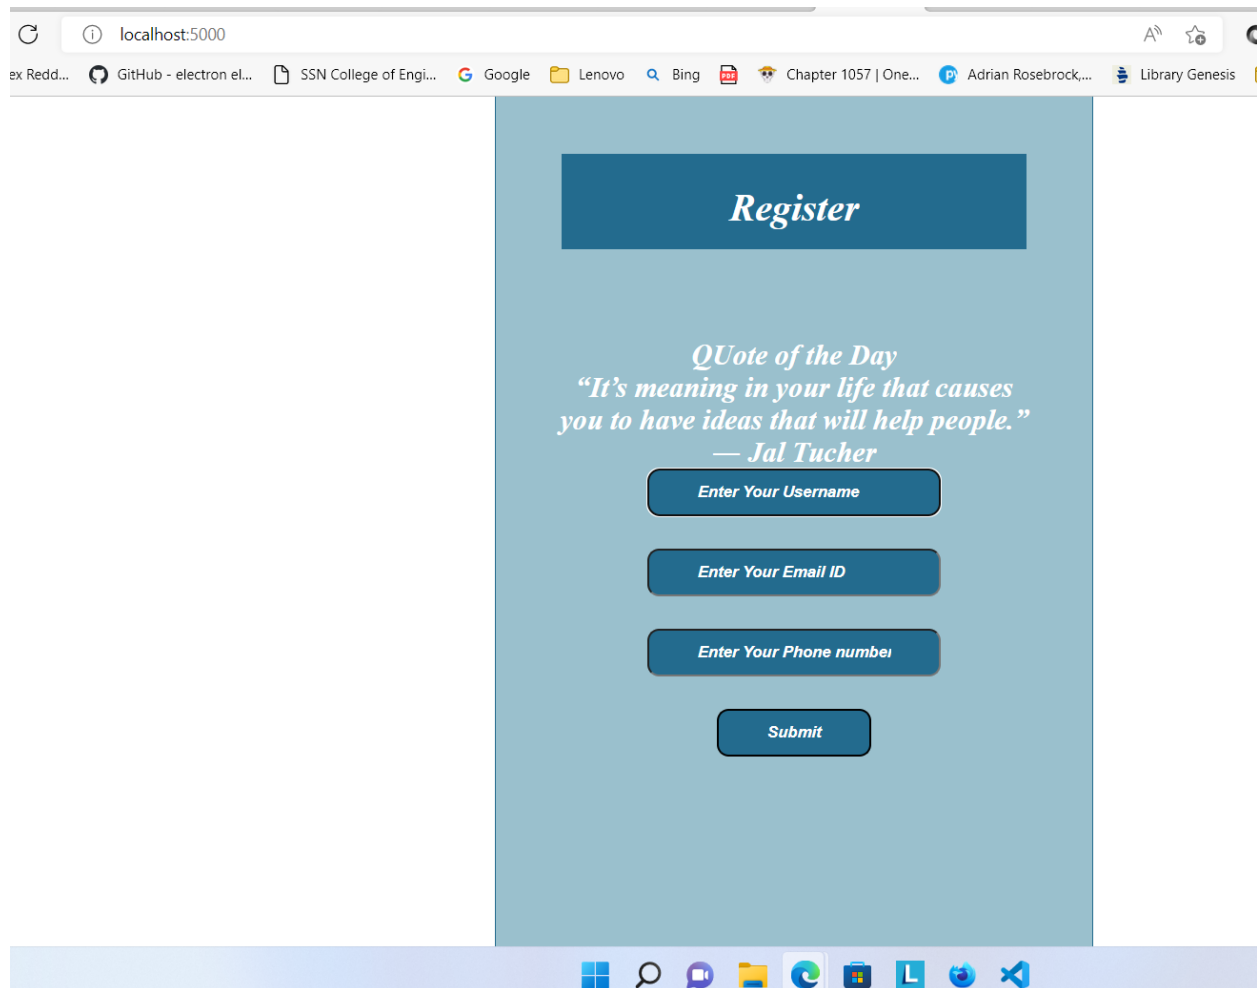 localhost:5000
ex Redd... GitHub - electron el... SSN College of Engi... Google Lenovo Bing PDF Chapter 1057 | One... Adrian Rosebrock,... Library Genesis
Register
QUote of the Day
“It’s meaning in your life that causes
you to have ideas that will help people.”
— Jal Tucher
Enter Your Username
Enter Your Email ID
Enter Your Phone number
Submit